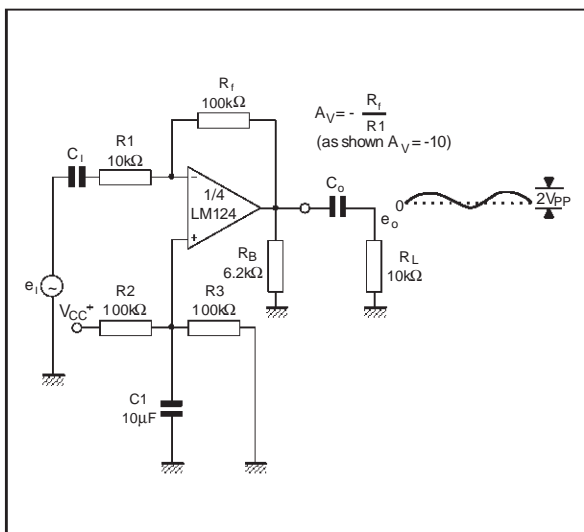 Rf
100kΩ
AV= - Rf
R1
(as shown AV= -10)
CI
R1
10kΩ
1/4
LM124
-
+
Co
0
2VPP
eo
RB
6.2kΩ
RL
10kΩ
eI
~
VCC+
R2
100kΩ
R3
100kΩ
C1
10µF